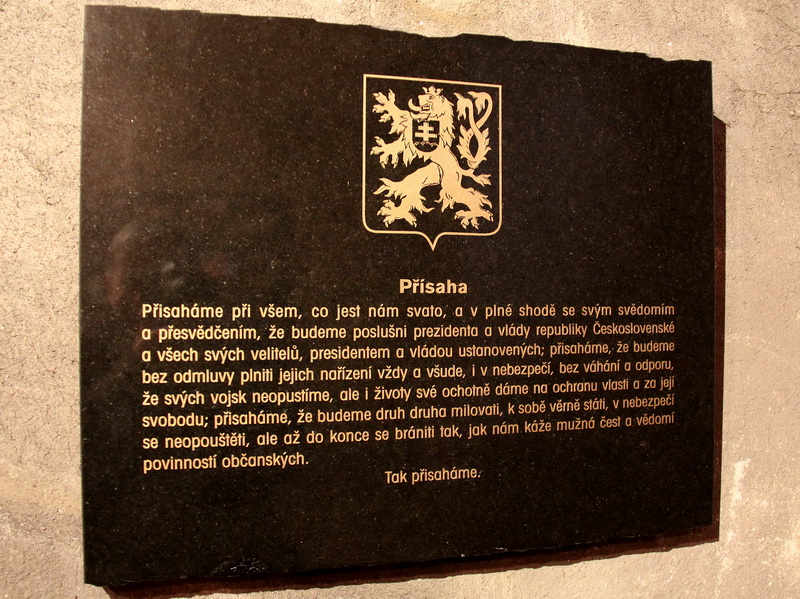 Přísaha
Přisaháme při všem, co jest nám svato, a v plné shodě se svým svědomím
a přesvědčením, že budeme poslušni prezidenta a vlády republiky Československé
a všech svých velitelů, presidentem a vládou ustanovených; přisaháme, že budeme
bez odmluvy plniti jejich nařízení vždy a všude, i v nebezpečí, bez váhání a odporu,
že svých vojsk neopustíme, ale i životy své ochotně dáme na ochranu vlasti a za její
svobodu; přisaháme, že budeme druh druha milovati, k sobě věrně státi, v nebezpečí
se neopouštěti, ale až do konce se brániti tak, jak nám káže mužná čest a vědomí
povinností občanských.
Tak přisaháme.